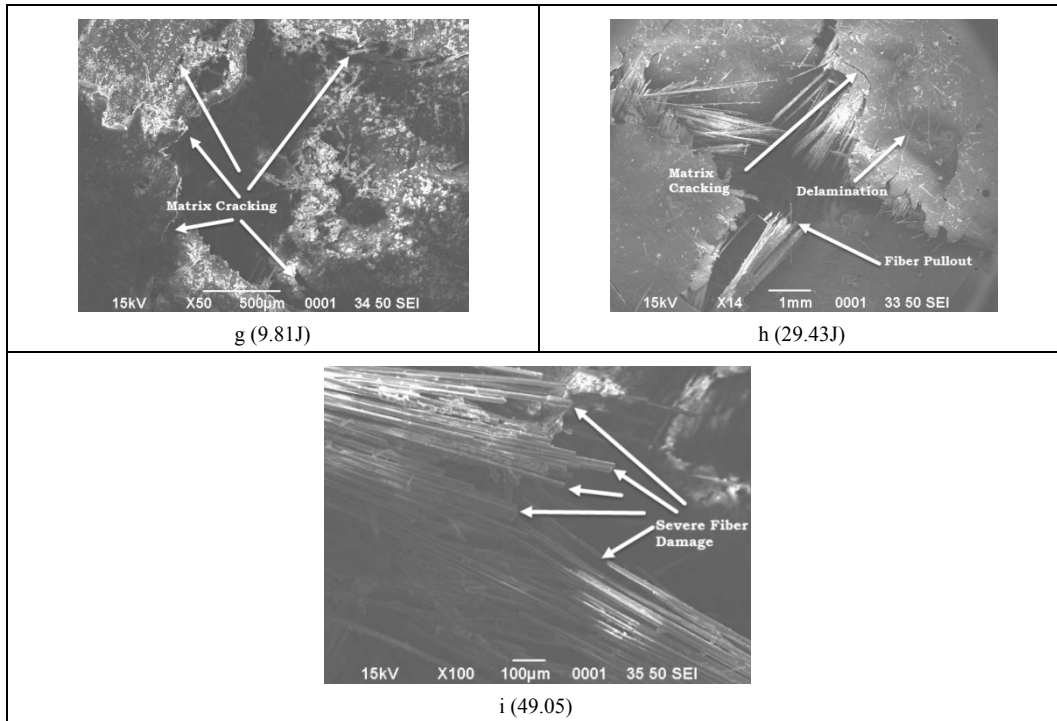 Matrix Cracking
15kV X50 500µm 0001 34 50 SEI
g (9.81J)
Matrix
Cracking
Delamination
Fiber Pullout
15kV X14 1mm 0001 33 50 SEI
h (29.43J)
Severe Fiber
Damage
15kV X100 100µm 0001 35 50 SEI
i (49.05)